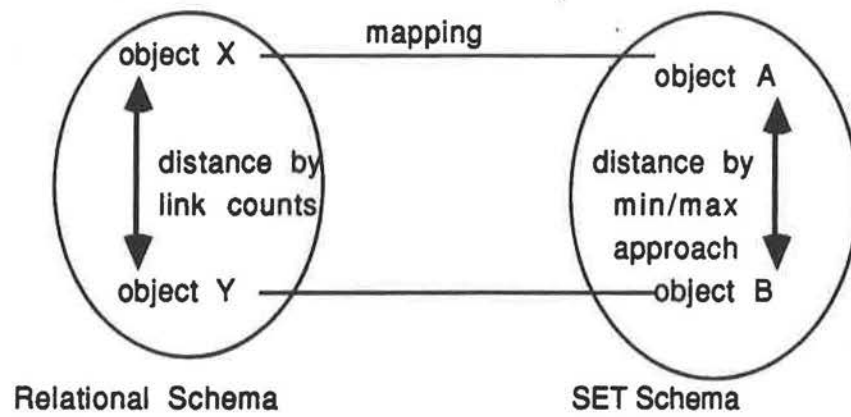 mapping
object X
object A
distance by
link counts
distance by
min/max
approach
object Y
object B
Relational Schema
SET Schema